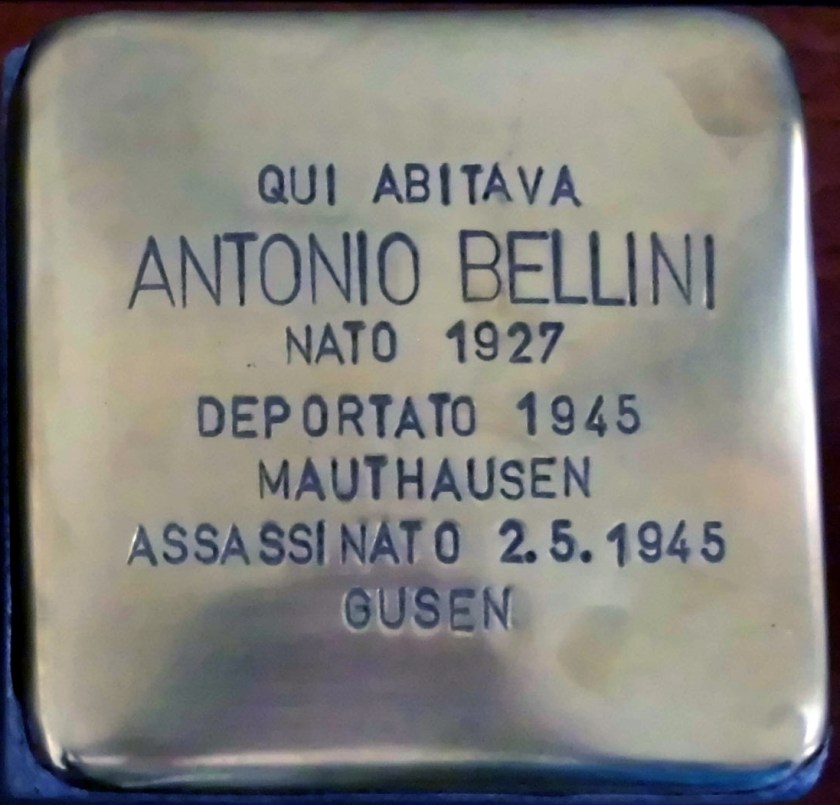 QUI ABITAVA
ANTONIO BELLINI
NATO 1927
DEPORTATO 1945
MAUTHAUSEN
ASSASSINATO 2.5.1945
GUSEN